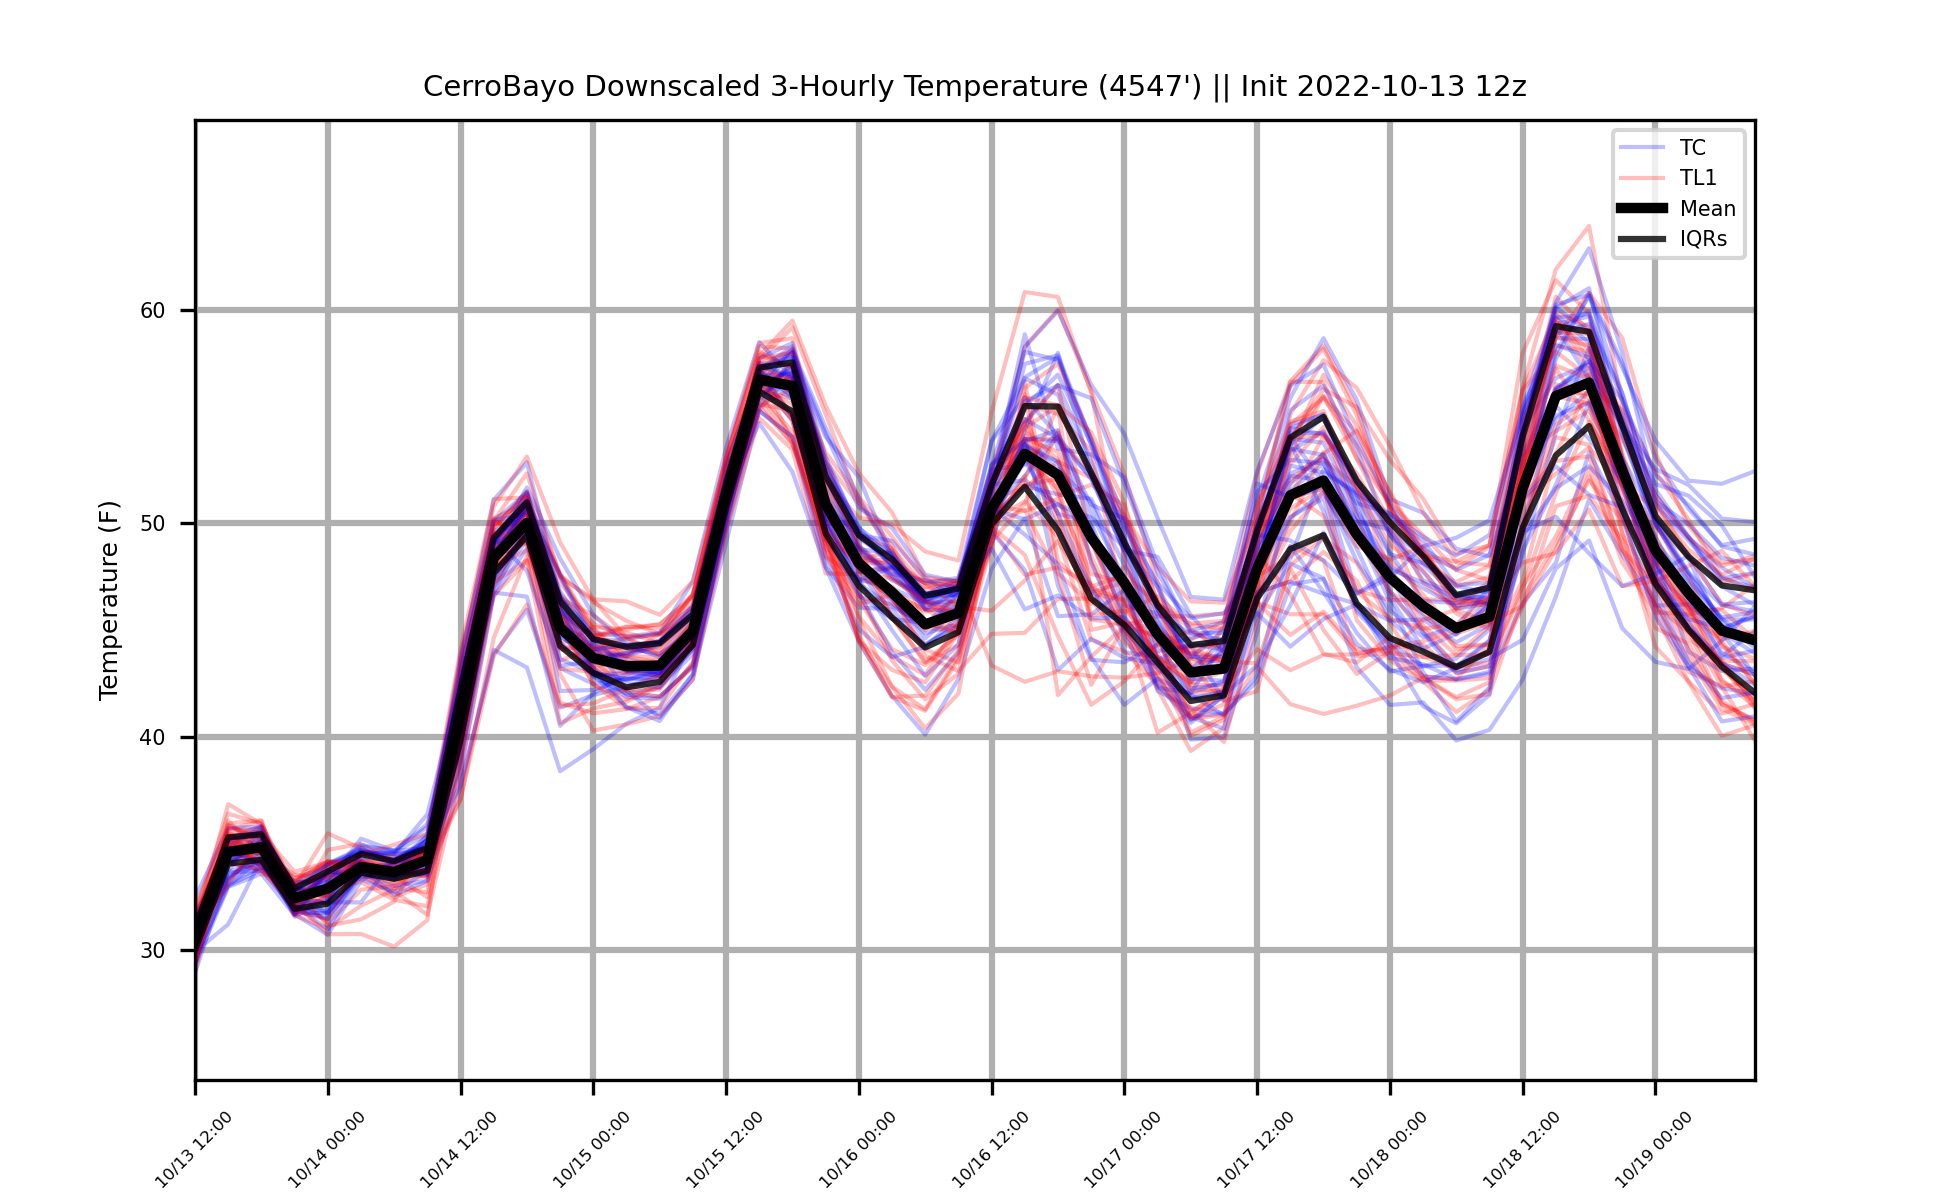 CerroBayo Downscaled 3-Hourly Temperature (4547') || Init 2022-10-13 12z
TC
TL1
Mean
IQRs
Temperature (F)
60
50
40
30
10/13 12:00
10/14 00:00
10/14 12:00
10/15 00:00
10/15 12:00
10/16 00:00
10/16 12:00
10/17 00:00
10/17 12:00
10/18 00:00
10/18 12:00
10/19 00:00